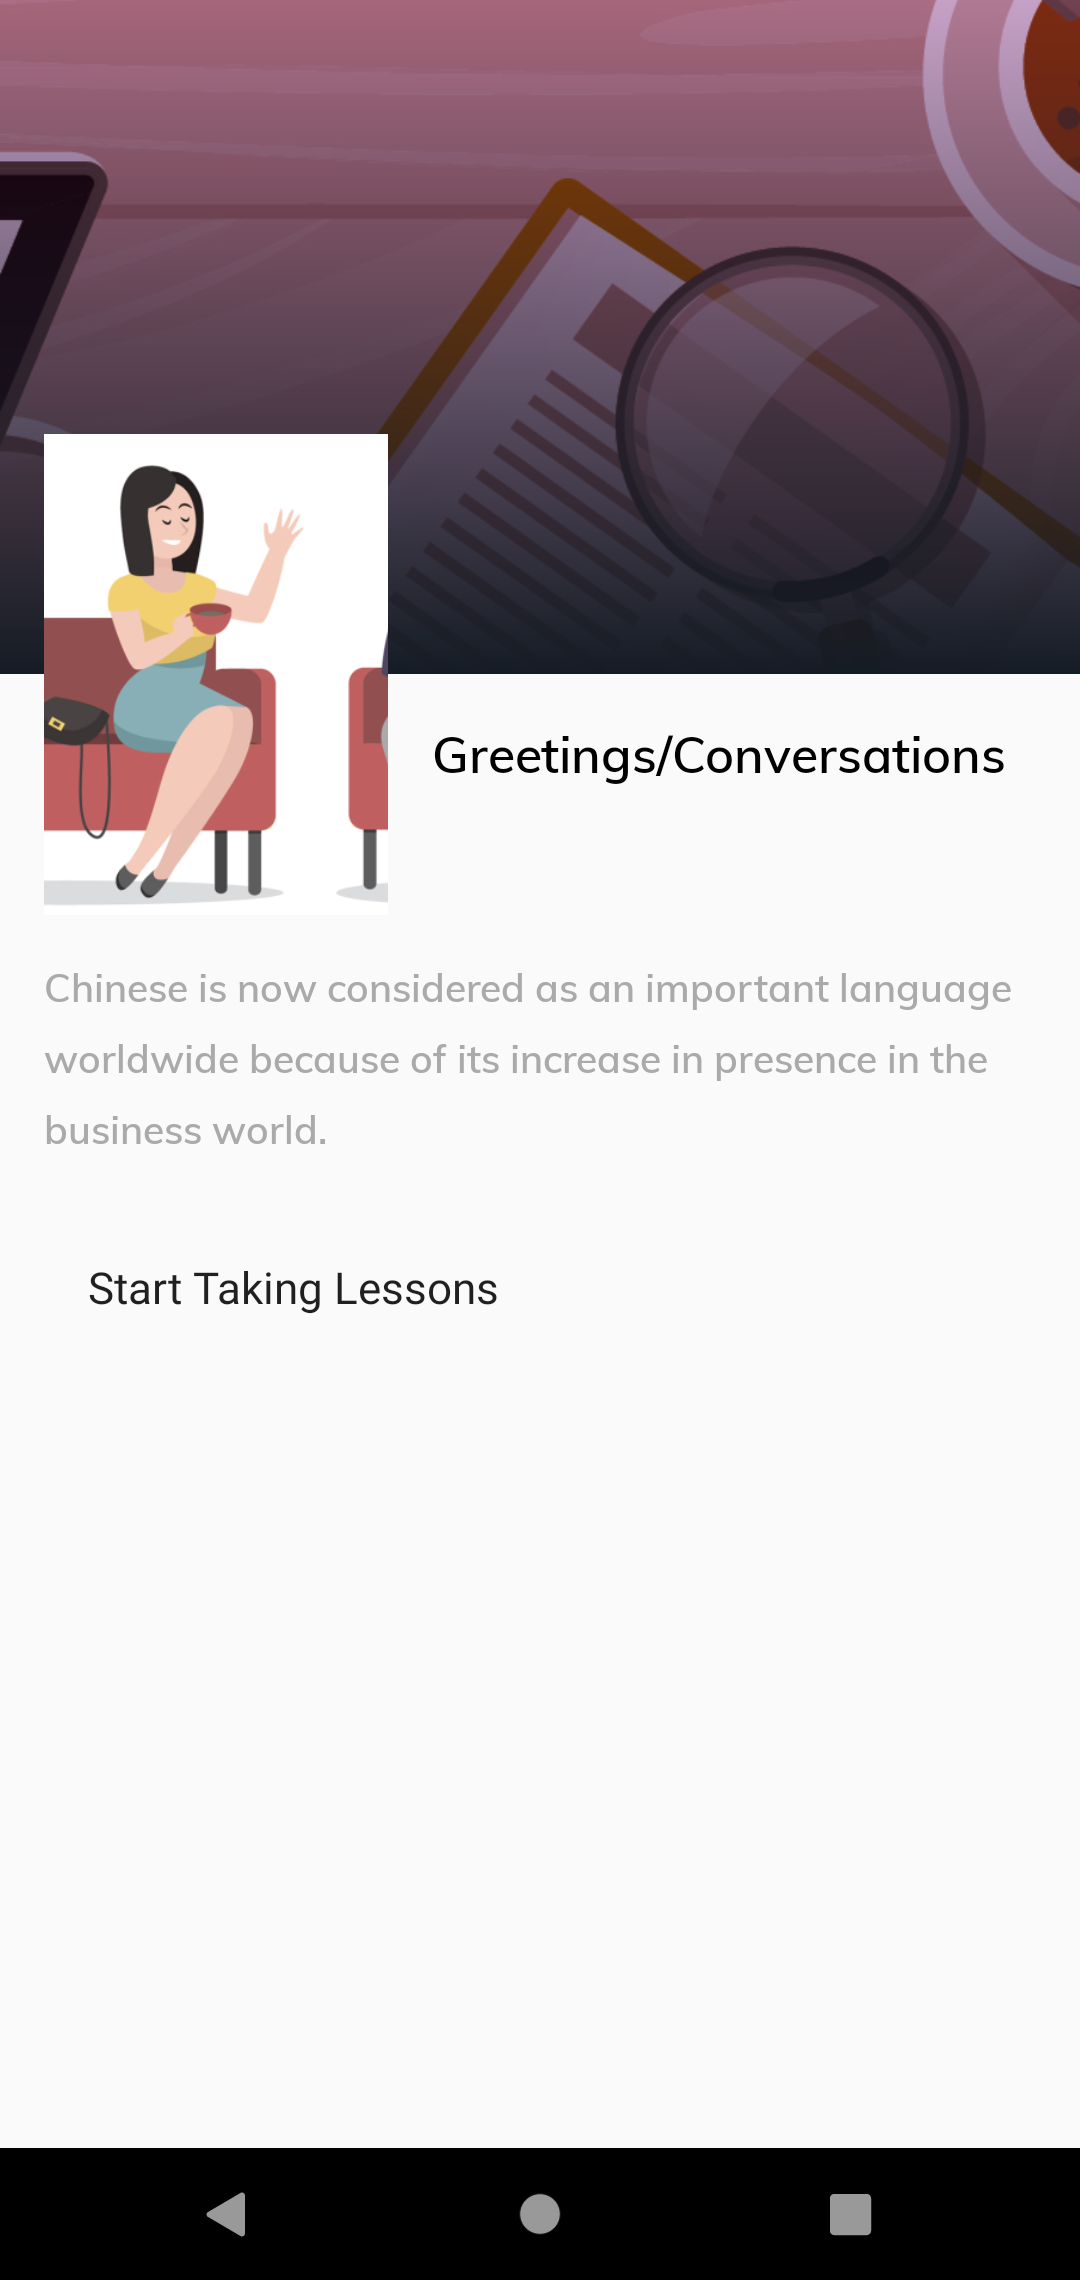 Greetings/Conversations
Chinese is now considered as an important language
worldwide because of its increase in presence in the
business world.
Start Taking Lessons